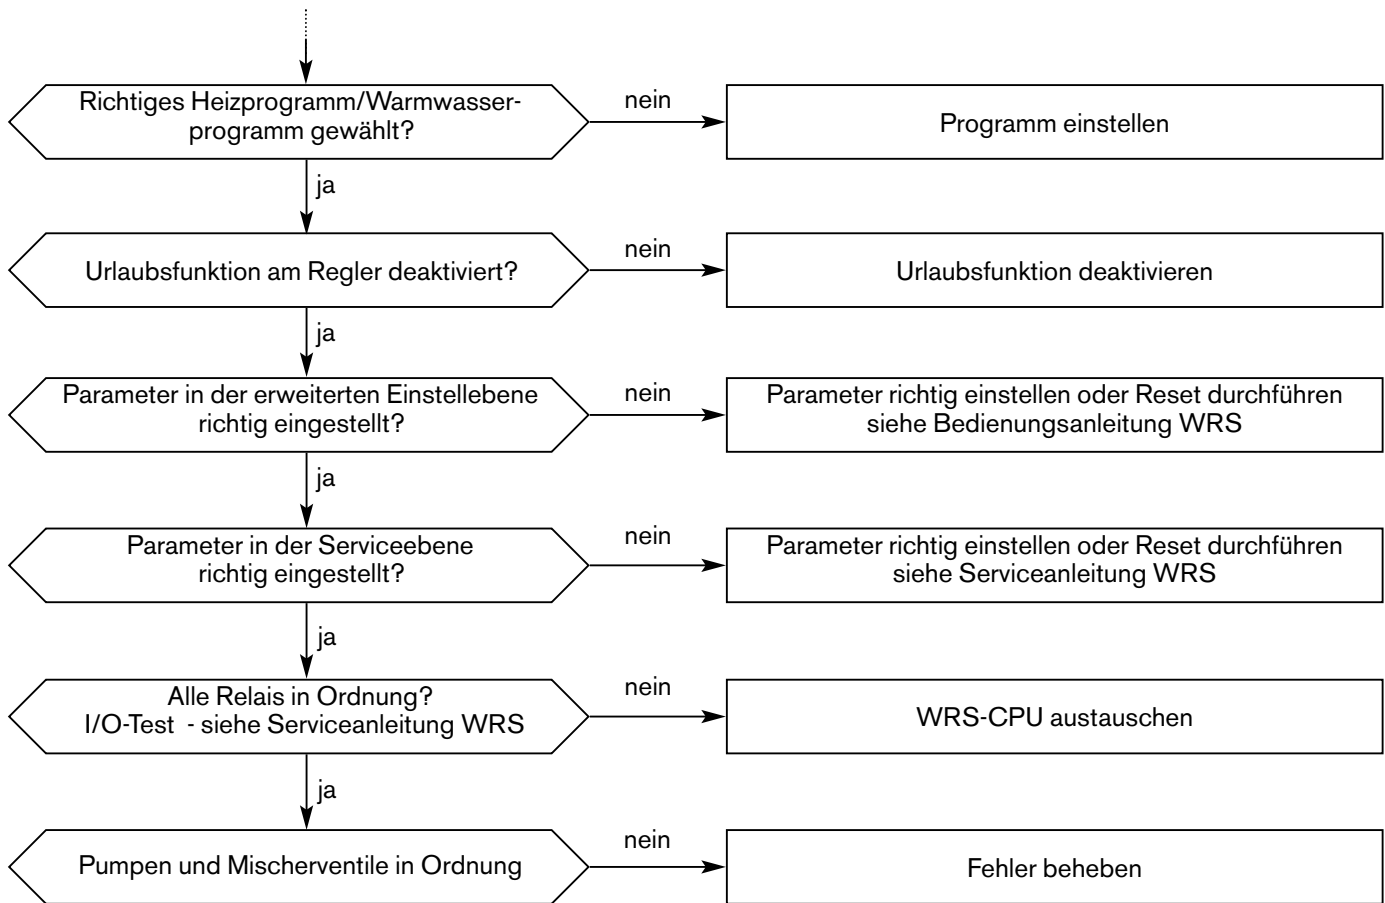 Richtiges Heizprogramm/Warmwasser-
programm gewählt?
nein
Programm einstellen
ja
Urlaubsfunktion am Regler deaktiviert?
nein
Urlaubsfunktion deaktivieren
ja
Parameter in der erweiterten Einstellebene
richtig eingestellt?
nein
Parameter richtig einstellen oder Reset durchführen
siehe Bedienungsanleitung WRS
ja
Parameter in der Serviceebene
richtig eingestellt?
nein
Parameter richtig einstellen oder Reset durchführen
siehe Serviceanleitung WRS
ja
Alle Relais in Ordnung?
I/O-Test - siehe Serviceanleitung WRS
nein
WRS-CPU austauschen
ja
Pumpen und Mischerventile in Ordnung
nein
Fehler beheben